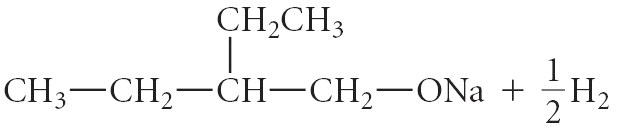 CH₂CH₃
CH₃—CH₂—CH—CH₂—ONa + 1/2 H₂